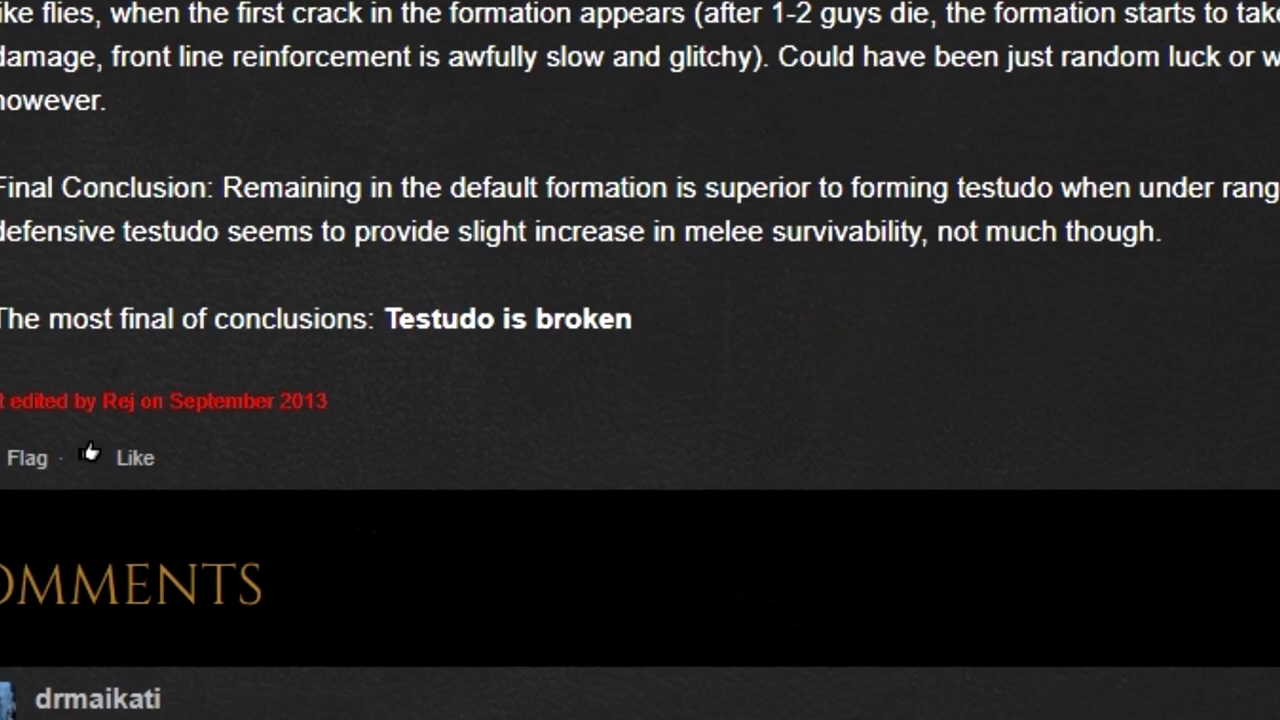 ike flies, when the first crack in the formation appears (after 1-2 guys die, the formation starts to tak
damage, front line reinforcement is awfully slow and glitchy). Could have been just random luck or w
however.
Final Conclusion: Remaining in the default formation is superior to forming testudo when under rang
defensive testudo seems to provide slight increase in melee survivability, not much though.
The most final of conclusions: Testudo is broken
t edited by Rej on September 2013
Flag · Like
OMMENTS
drmaikati